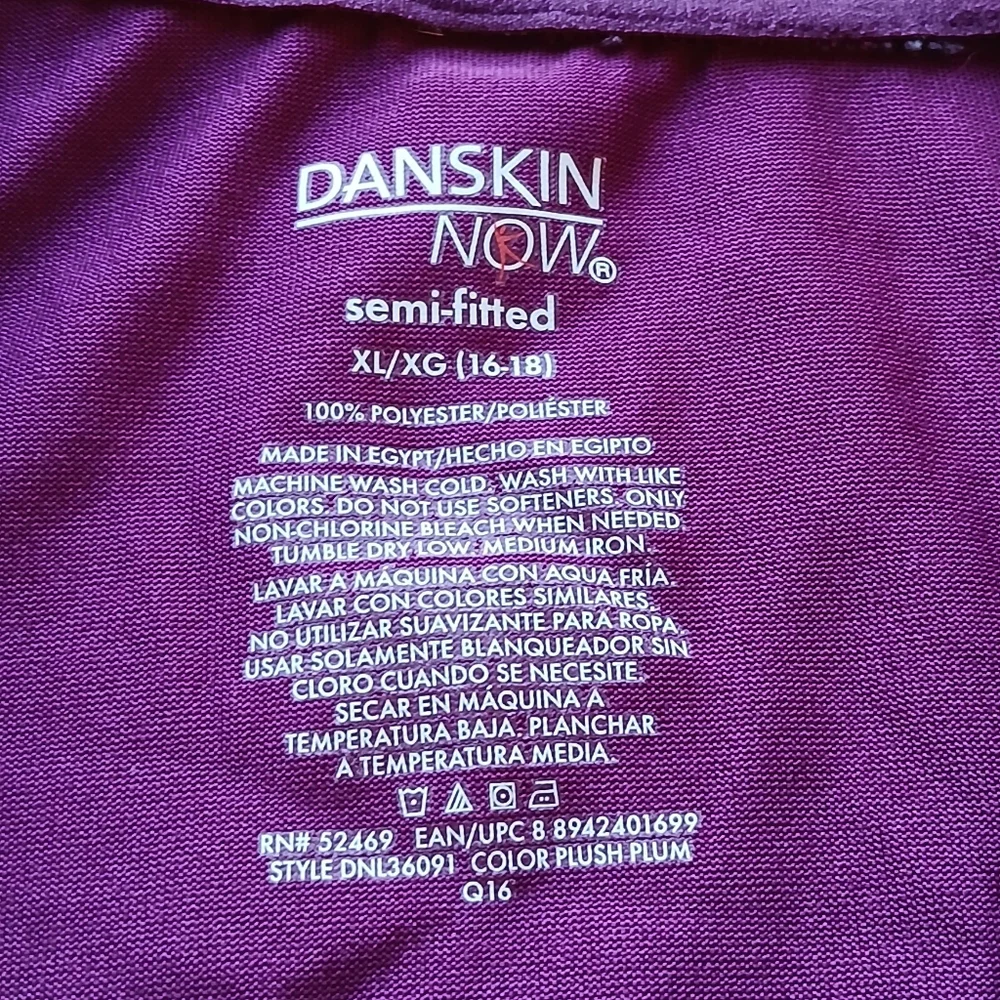 DANSKIN
NOW®
semi-fitted
XL/XG (16-18)
100% POLYESTER/POLIÉSTER
MADE IN EGYPT/HECHO EN EGIPTO
MACHINE WASH COLD. WASH WITH LIKE
COLORS. DO NOT USE SOFTENERS. ONLY
NON-CHLORINE BLEACH WHEN NEEDED.
TUMBLE DRY LOW. MEDIUM IRON.
LAVAR A MÁQUINA CON AQUA FRÍA.
LAVAR CON COLORES SIMILARES.
NO UTILIZAR SUAVIZANTE PARA ROPA.
USAR SOLAMENTE BLANQUEADOR SIN
CLORO CUANDO SE NECESITE.
SECAR EN MÁQUINA A
TEMPERATURA BAJA. PLANCHAR
A TEMPERATURA MEDIA.
RN# 52469 EAN/UPC 8 8942401699
STYLE DNL36091 COLOR PLUSH PLUM
Q16